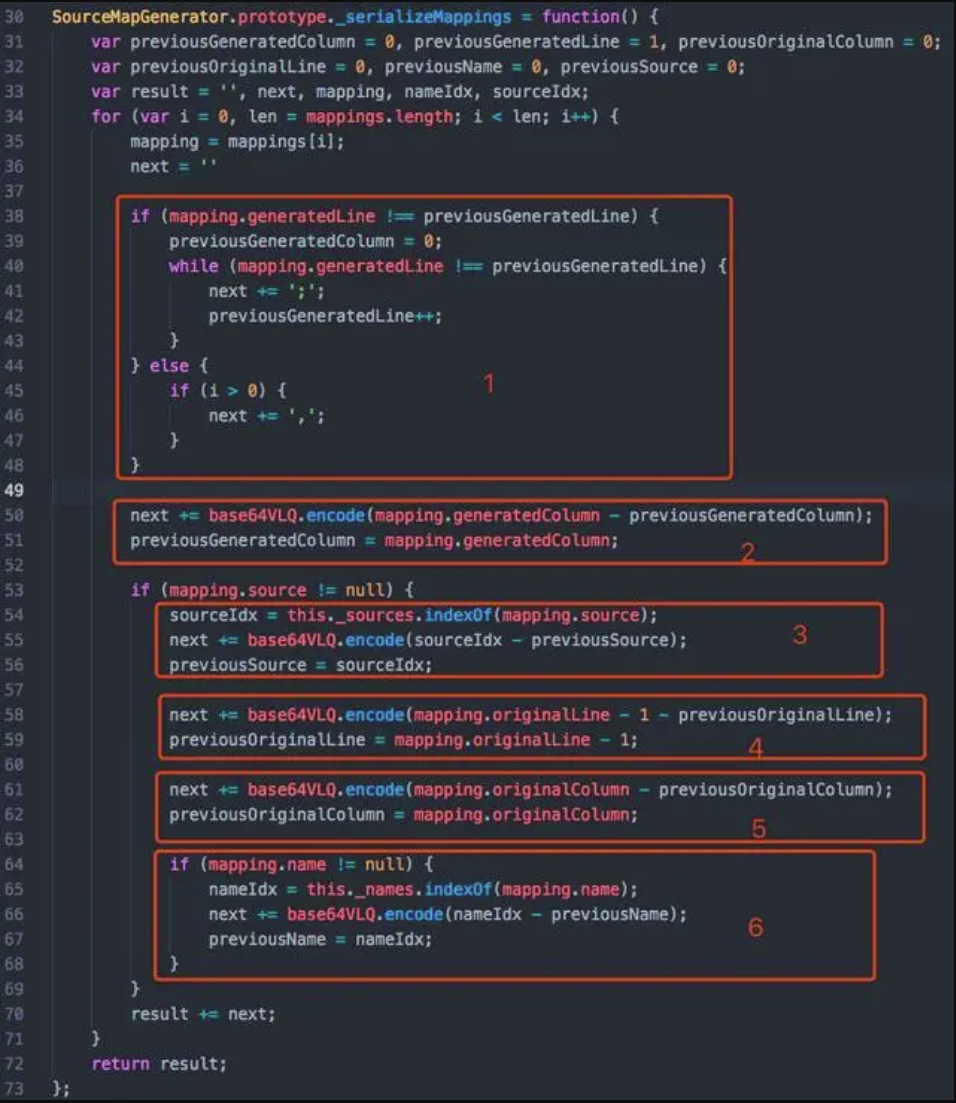 30 SourceMapGenerator.prototype._serializeMappings = function() {
31 var previousGeneratedColumn = 0, previousGeneratedLine = 1, previousOriginalColumn = 0;
32 var previousOriginalLine = 0, previousName = 0, previousSource = 0;
33 var result = '', next, mapping, nameIdx, sourceIdx;
34 for (var i = 0, len = mappings.length; i < len; i++) {
35 mapping = mappings[i];
36 next = ''
37
38 if (mapping.generatedLine !== previousGeneratedLine) {
39 previousGeneratedColumn = 0;
40 while (mapping.generatedLine !== previousGeneratedLine) {
41 next += ';';
42 previousGeneratedLine++;
43 }
44 } else {
45 if (i > 0) {
1
46 next += ',';
47 }
48 }
49
50 next += base64VLQ.encode(mapping.generatedColumn - previousGeneratedColumn);
51 previousGeneratedColumn = mapping.generatedColumn;
2
52
53 if (mapping.source != null) {
54 sourceIdx = this._sources.indexOf(mapping.source);
55 next += base64VLQ.encode(sourceIdx - previousSource);
3
56 previousSource = sourceIdx;
57
58 next += base64VLQ.encode(mapping.originalLine - 1 - previousOriginalLine);
59 previousOriginalLine = mapping.originalLine - 1;
4
60
61 next += base64VLQ.encode(mapping.originalColumn - previousOriginalColumn);
62 previousOriginalColumn = mapping.originalColumn;
5
63
64 if (mapping.name != null) {
65 nameIdx = this._names.indexOf(mapping.name);
66 next += base64VLQ.encode(nameIdx - previousName);
6
67 previousName = nameIdx;
68 }
69 }
70 result += next;
71 }
72 return result;
73 };